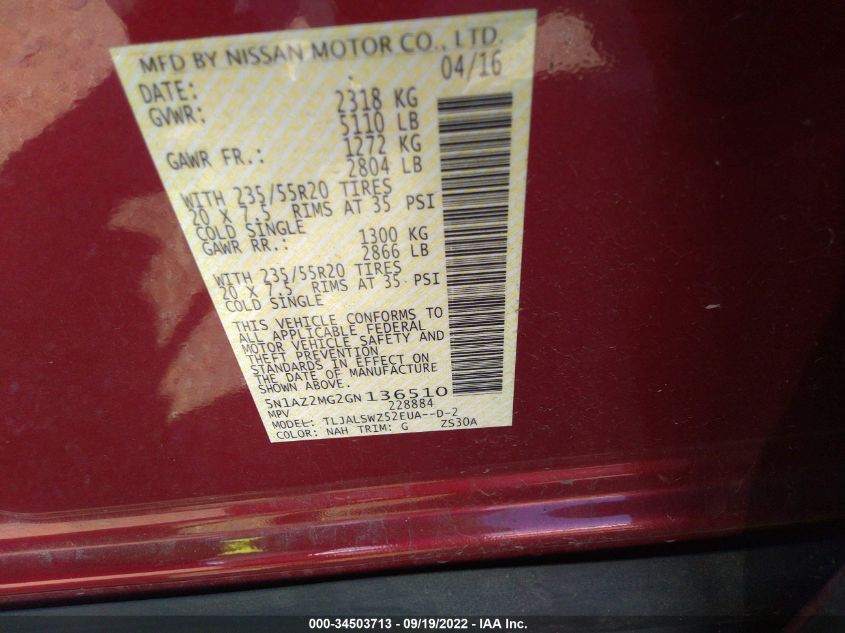 MFD BY NISSAN MOTOR CO., LTD.
DATE: 04/16
GVWR: 2318 KG
5110 LB
GAWR FR.: 1272 KG
2804 LB
WITH 235/55R20 TIRES
20 X 7.5 RIMS AT 35 PSI
COLD SINGLE
GAWR RR.: 1300 KG
2866 LB
WITH 235/55R20 TIRES
20 X 7.5 RIMS AT 35 PSI
COLD SINGLE
THIS VEHICLE CONFORMS TO
ALL APPLICABLE FEDERAL
MOTOR VEHICLE SAFETY AND
THEFT PREVENTION
STANDARDS IN EFFECT ON
THE DATE OF MANUFACTURE
SHOWN ABOVE.
5N1AZ2MG2GN136510
MPV 228884
MODEL: TLJALSWZ52EUA--D-2
COLOR: NAH TRIM: G ZS30A
000-34503713 - 09/19/2022 - IAA Inc.